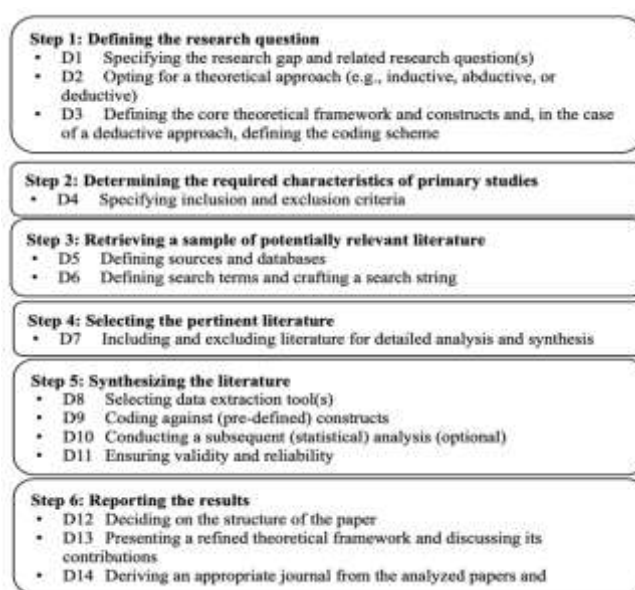 Step 1: Defining the research question
• D1 Specifying the research gap and related research question(s)
• D2 Opting for a theoretical approach (e.g., inductive, abductive, or
deductive)
• D3 Defining the core theoretical framework and constructs and, in the case
of a deductive approach, defining the coding scheme
Step 2: Determining the required characteristics of primary studies
• D4 Specifying inclusion and exclusion criteria
Step 3: Retrieving a sample of potentially relevant literature
• D5 Defining sources and databases
• D6 Defining search terms and crafting a search string
Step 4: Selecting the pertinent literature
• D7 Including and excluding literature for detailed analysis and synthesis
Step 5: Synthesizing the literature
• D8 Selecting data extraction tool(s)
• D9 Coding against (pre-defined) constructs
• D10 Conducting a subsequent (statistical) analysis (optional)
• D11 Ensuring validity and reliability
Step 6: Reporting the results
• D12 Deciding on the structure of the paper
• D13 Presenting a refined theoretical framework and discussing its
contributions
• D14 Deriving an appropriate journal from the analyzed papers and